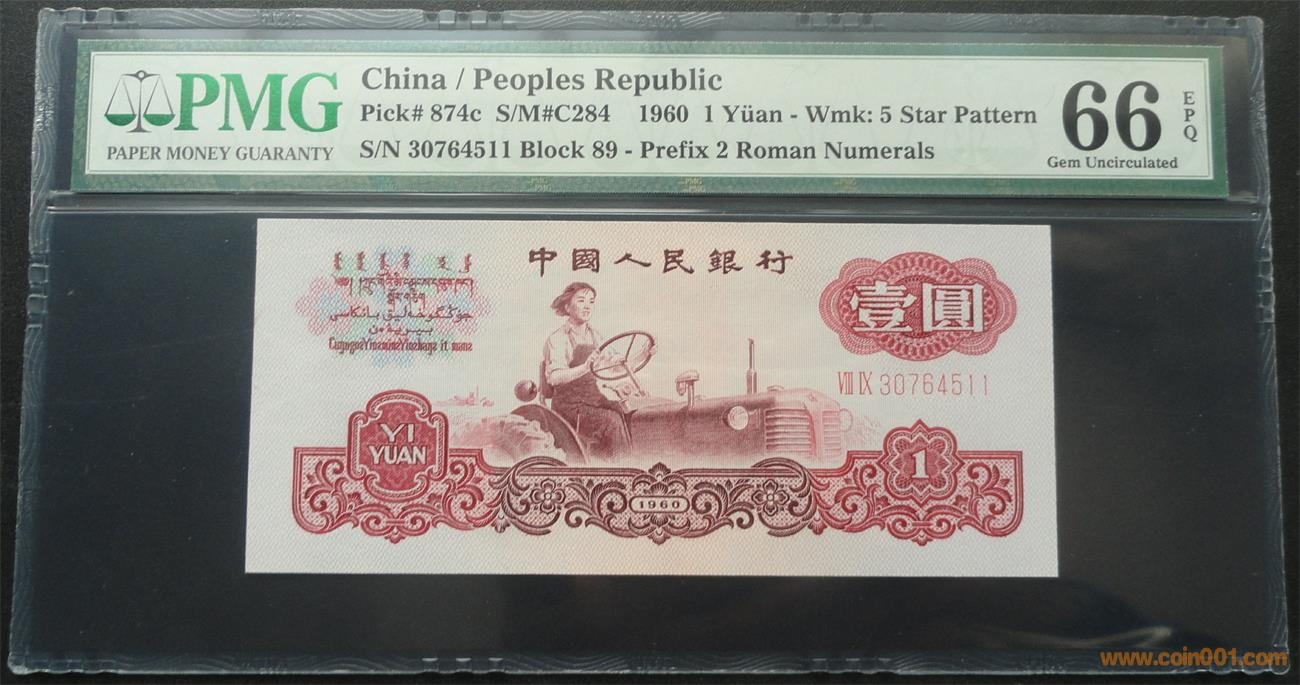 PMG
PAPER MONEY GUARANTY
China / Peoples Republic
Pick# 874c S/M#C284 1960 1 Yüan - Wmk: 5 Star Pattern
S/N 30764511 Block 89 - Prefix 2 Roman Numerals
66
EPQ
Gem Uncirculated
中國人民銀行
壹圓
VIII IX 30764511
YI
YUAN
1960
1
www.coin001.com